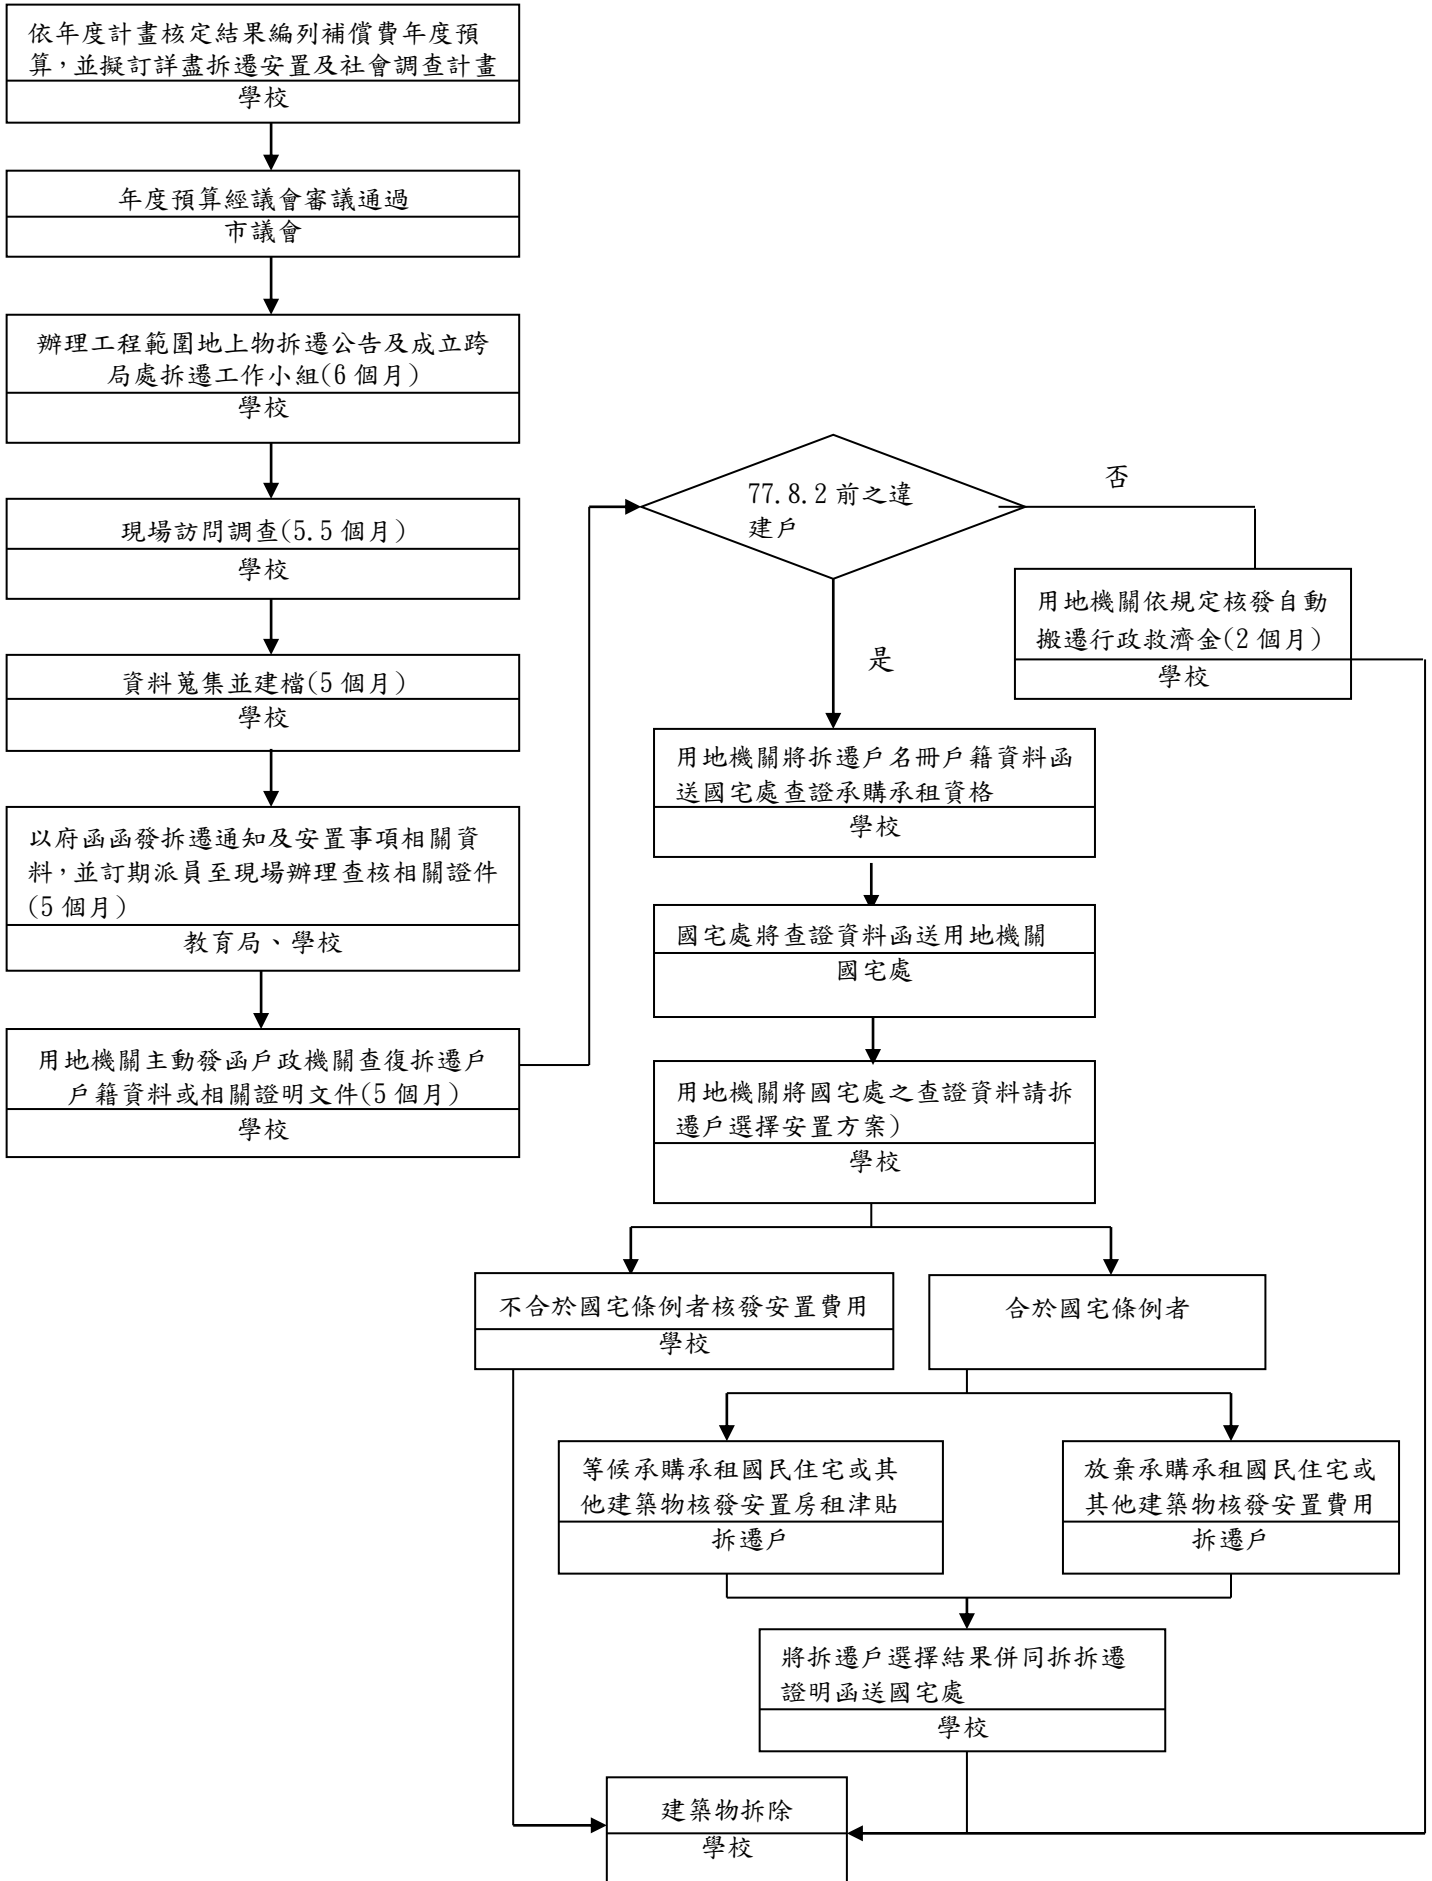 依年度計畫核定結果編列補償費年度預
算，並擬訂詳盡拆遷安置及社會調查計畫
學校
年度預算經議會審議通過
市議會
辦理工程範圍地上物拆遷公告及成立跨
局處拆遷工作小組(6 個月)
學校
現場訪問調查(5.5 個月)
學校
資料蒐集並建檔(5 個月)
學校
以府函函發拆遷通知及安置事項相關資
料，並訂期派員至現場辦理查核相關證件
(5 個月)
教育局、學校
用地機關主動發函戶政機關查復拆遷戶
戶籍資料或相關證明文件(5 個月)
學校
77.8.2 前之違
建戶
否
是
用地機關依規定核發自動
搬遷行政救濟金(2 個月)
學校
用地機關將拆遷戶名冊戶籍資料函
送國宅處查證承購承租資格
學校
國宅處將查證資料函送用地機關
國宅處
用地機關將國宅處之查證資料請拆
遷戶選擇安置方案)
學校
不合於國宅條例者核發安置費用
學校
合於國宅條例者
等候承購承租國民住宅或其
他建築物核發安置房租津貼
拆遷戶
放棄承購承租國民住宅或
其他建築物核發安置費用
拆遷戶
將拆遷戶選擇結果併同拆拆遷
證明函送國宅處
學校
建築物拆除
學校